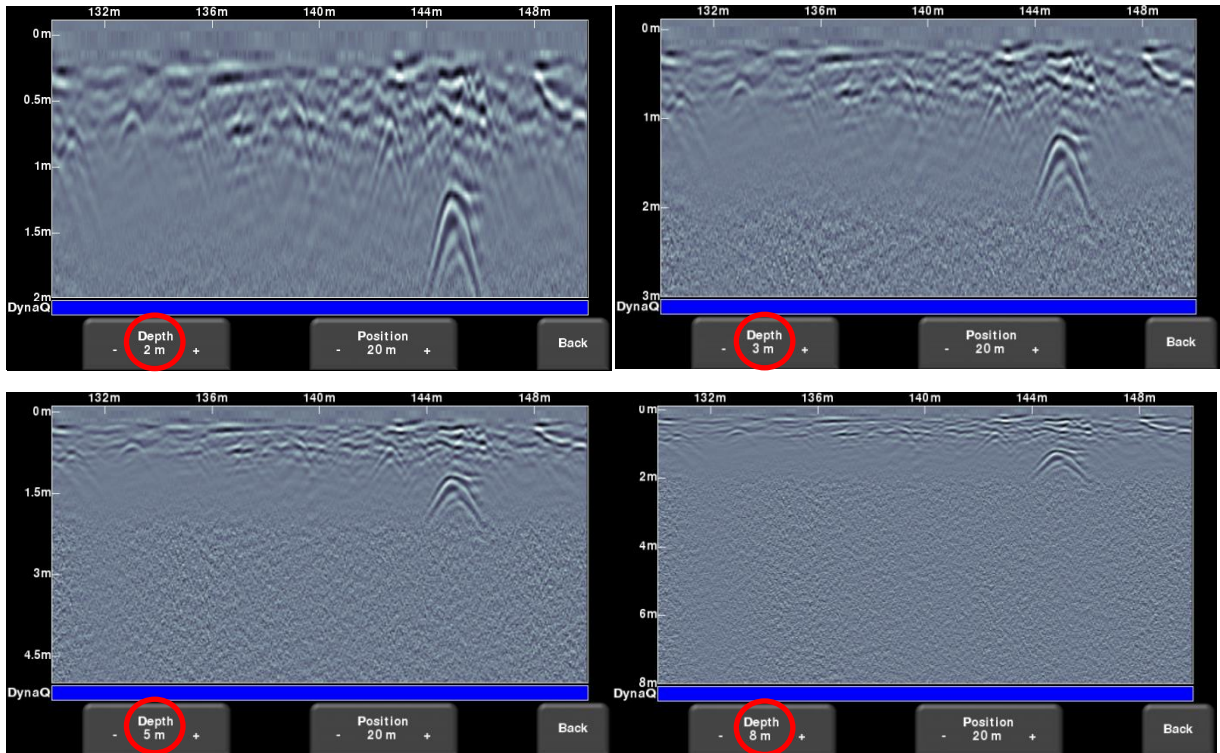 132m 136m 140m 144m 148m
0m
0.5m
1m
1.5m
2m
DynaQ
Depth Position
- 2 m + - 20 m + Back
132m 136m 140m 144m 148m
0m
1m
2m
3m
DynaQ
Depth Position
- 3 m + - 20 m + Back
132m 136m 140m 144m 148m
0m
1.5m
3m
4.5m
DynaQ
Depth Position
- 5 m + - 20 m + Back
132m 136m 140m 144m 148m
0m
2m
4m
6m
8m
DynaQ
Depth Position
- 8 m + - 20 m + Back